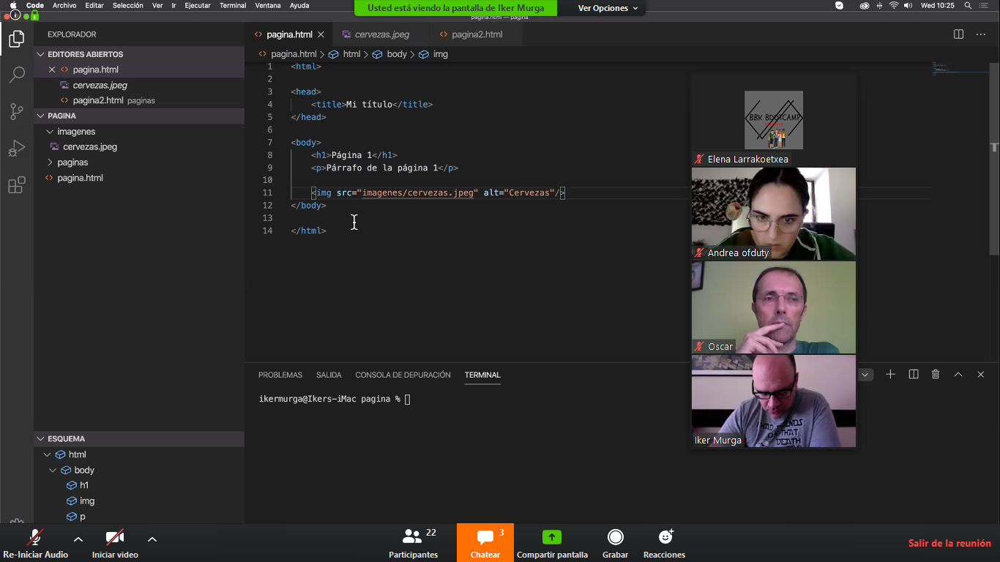 Code Archivo Editar Selección Ver Ir Ejecutar Terminal Ventana Ayuda
Usted está viendo la pantalla de Iker Murga
Ver Opciones
Wed 10:25
pagina.html — pagina
EXPLORADOR
EDITORES ABIERTOS
pagina.html
cervezas.jpeg
pagina2.html paginas
PAGINA
imagenes
cervezas.jpeg
paginas
pagina.html
ESQUEMA
html
body
h1
img
p
pagina.html cervezas.jpeg pagina2.html
pagina.html html body img
1 <html>
2
3 <head>
4 <title>Mi título</title>
5 </head>
6
7 <body>
8 <h1>Página 1</h1>
9 <p>Párrafo de la página 1</p>
10
11 <img src="imagenes/cervezas.jpeg" alt="Cervezas"/>
12 </body>
13
14 </html>
PROBLEMAS SALIDA CONSOLA DE DEPURACIÓN TERMINAL
ikermurga@Ikers-iMac pagina %
BBK BOOTCAMP
Elena Larrakoetxea
Andrea ofduty
Oscar
Iker Murga
Re-Iniciar Audio
Iniciar video
Participantes 22
Chatear 3
Compartir pantalla
Grabar
Reacciones
Salir de la reunión